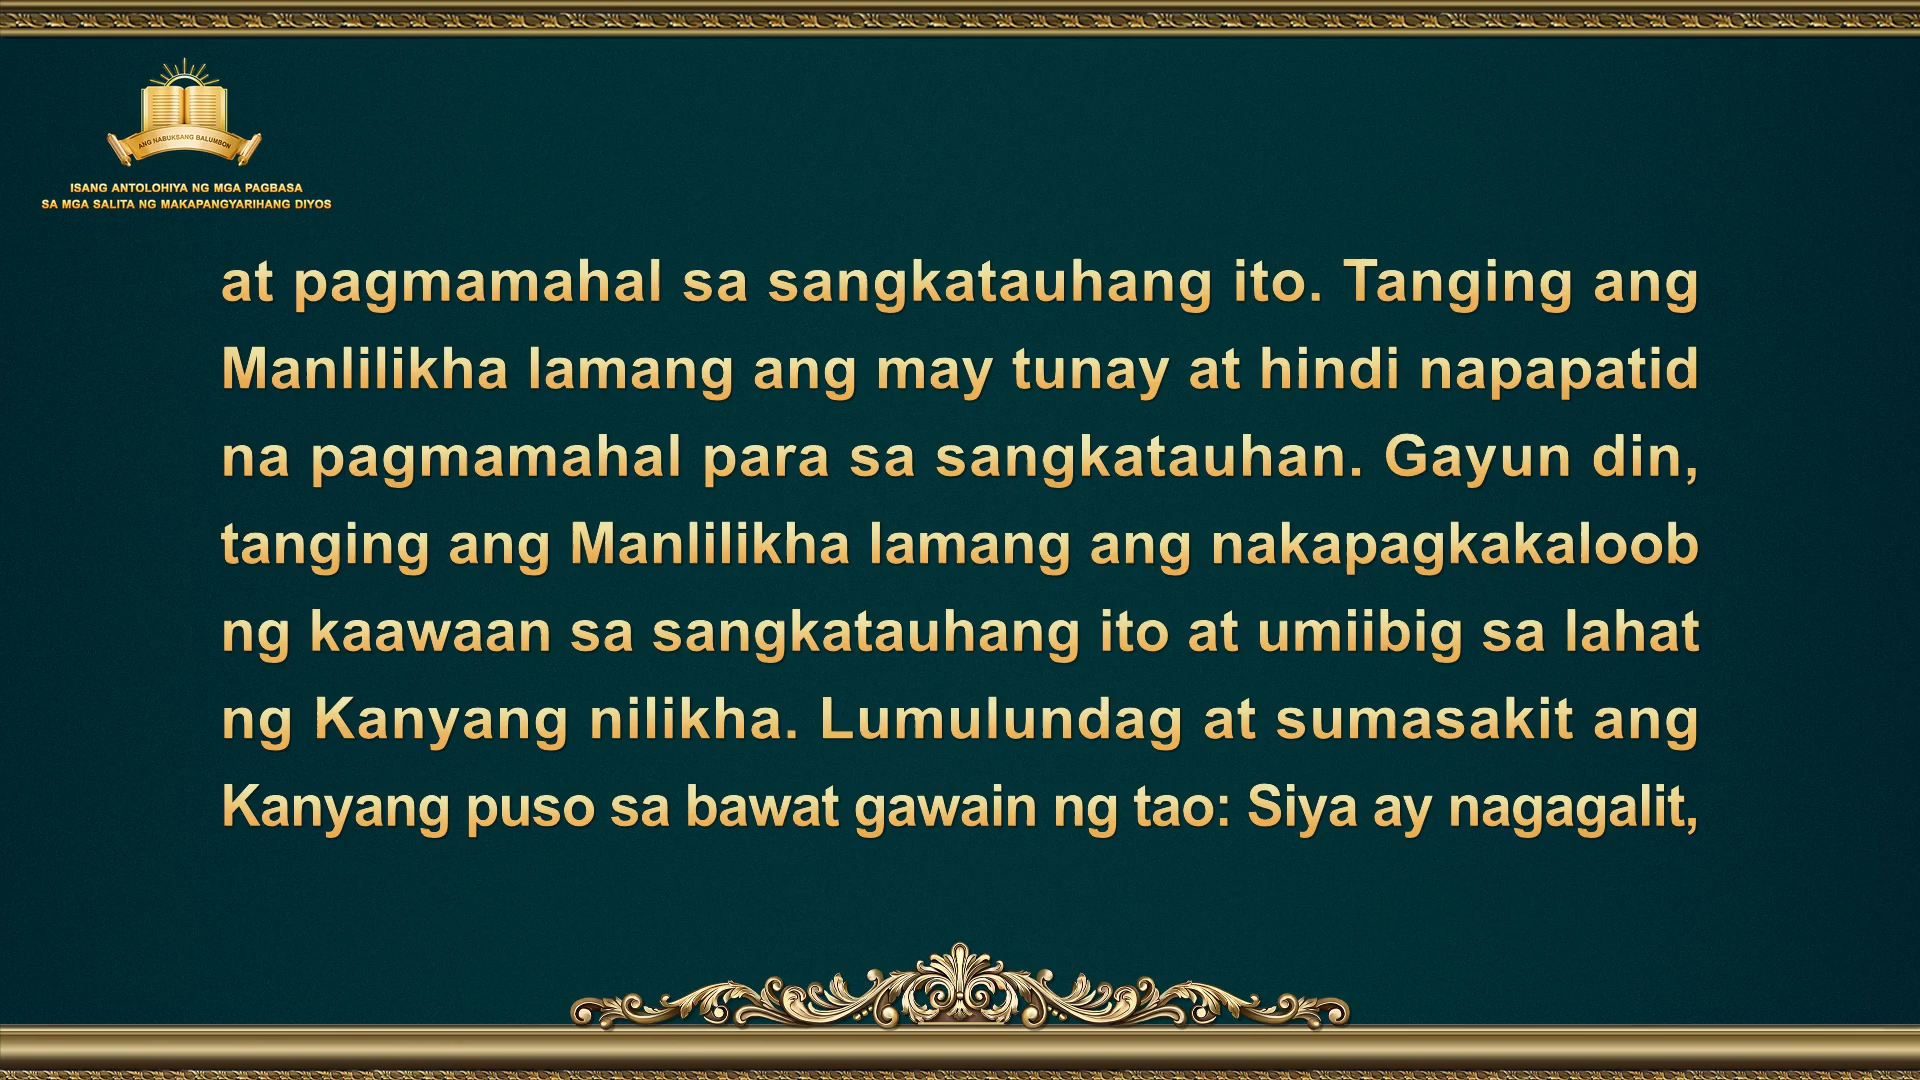 ANG NABUKSANG BALUMBON
ISANG ANTOLOHIYA NG MGA PAGBASA
SA MGA SALITA NG MAKAPANGYARIHANG DIYOS
at pagmamahal sa sangkatauhang ito. Tanging ang
Manlilikha lamang ang may tunay at hindi napapatid
na pagmamahal para sa sangkatauhan. Gayun din,
tanging ang Manlilikha lamang ang nakapagkakaloob
ng kaawaan sa sangkatauhang ito at umiibig sa lahat
ng Kanyang nilikha. Lumulundag at sumasakit ang
Kanyang puso sa bawat gawain ng tao: Siya ay nagagalit,